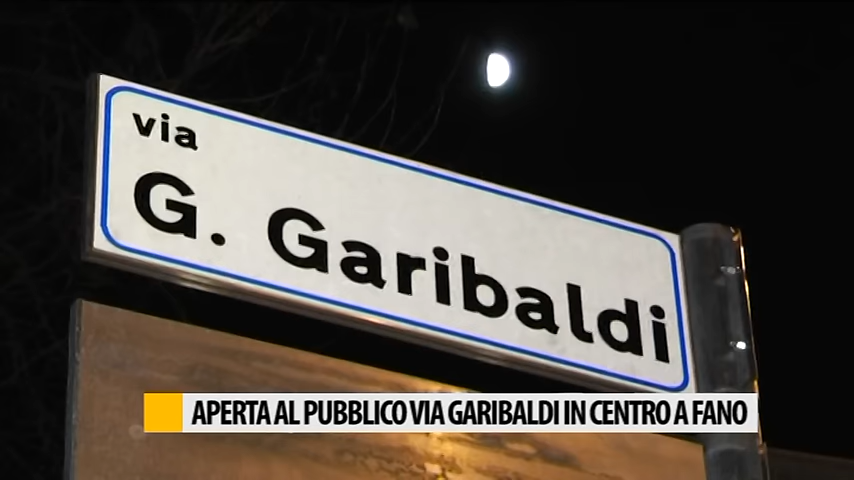 via
G. Garibaldi
APERTA AL PUBBLICO VIA GARIBALDI IN CENTRO A FANO